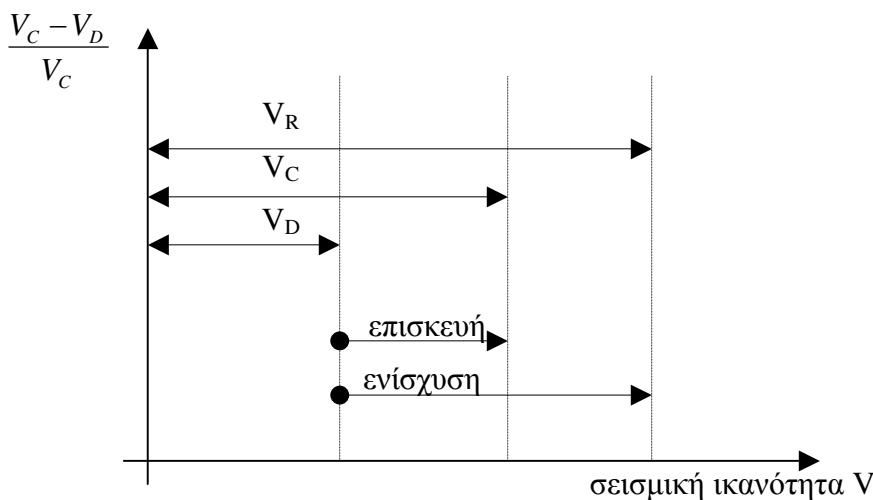 V_C − V_D
V_C
V_R
V_C
V_D
επισκευή
ενίσχυση
σεισμική ικανότητα V